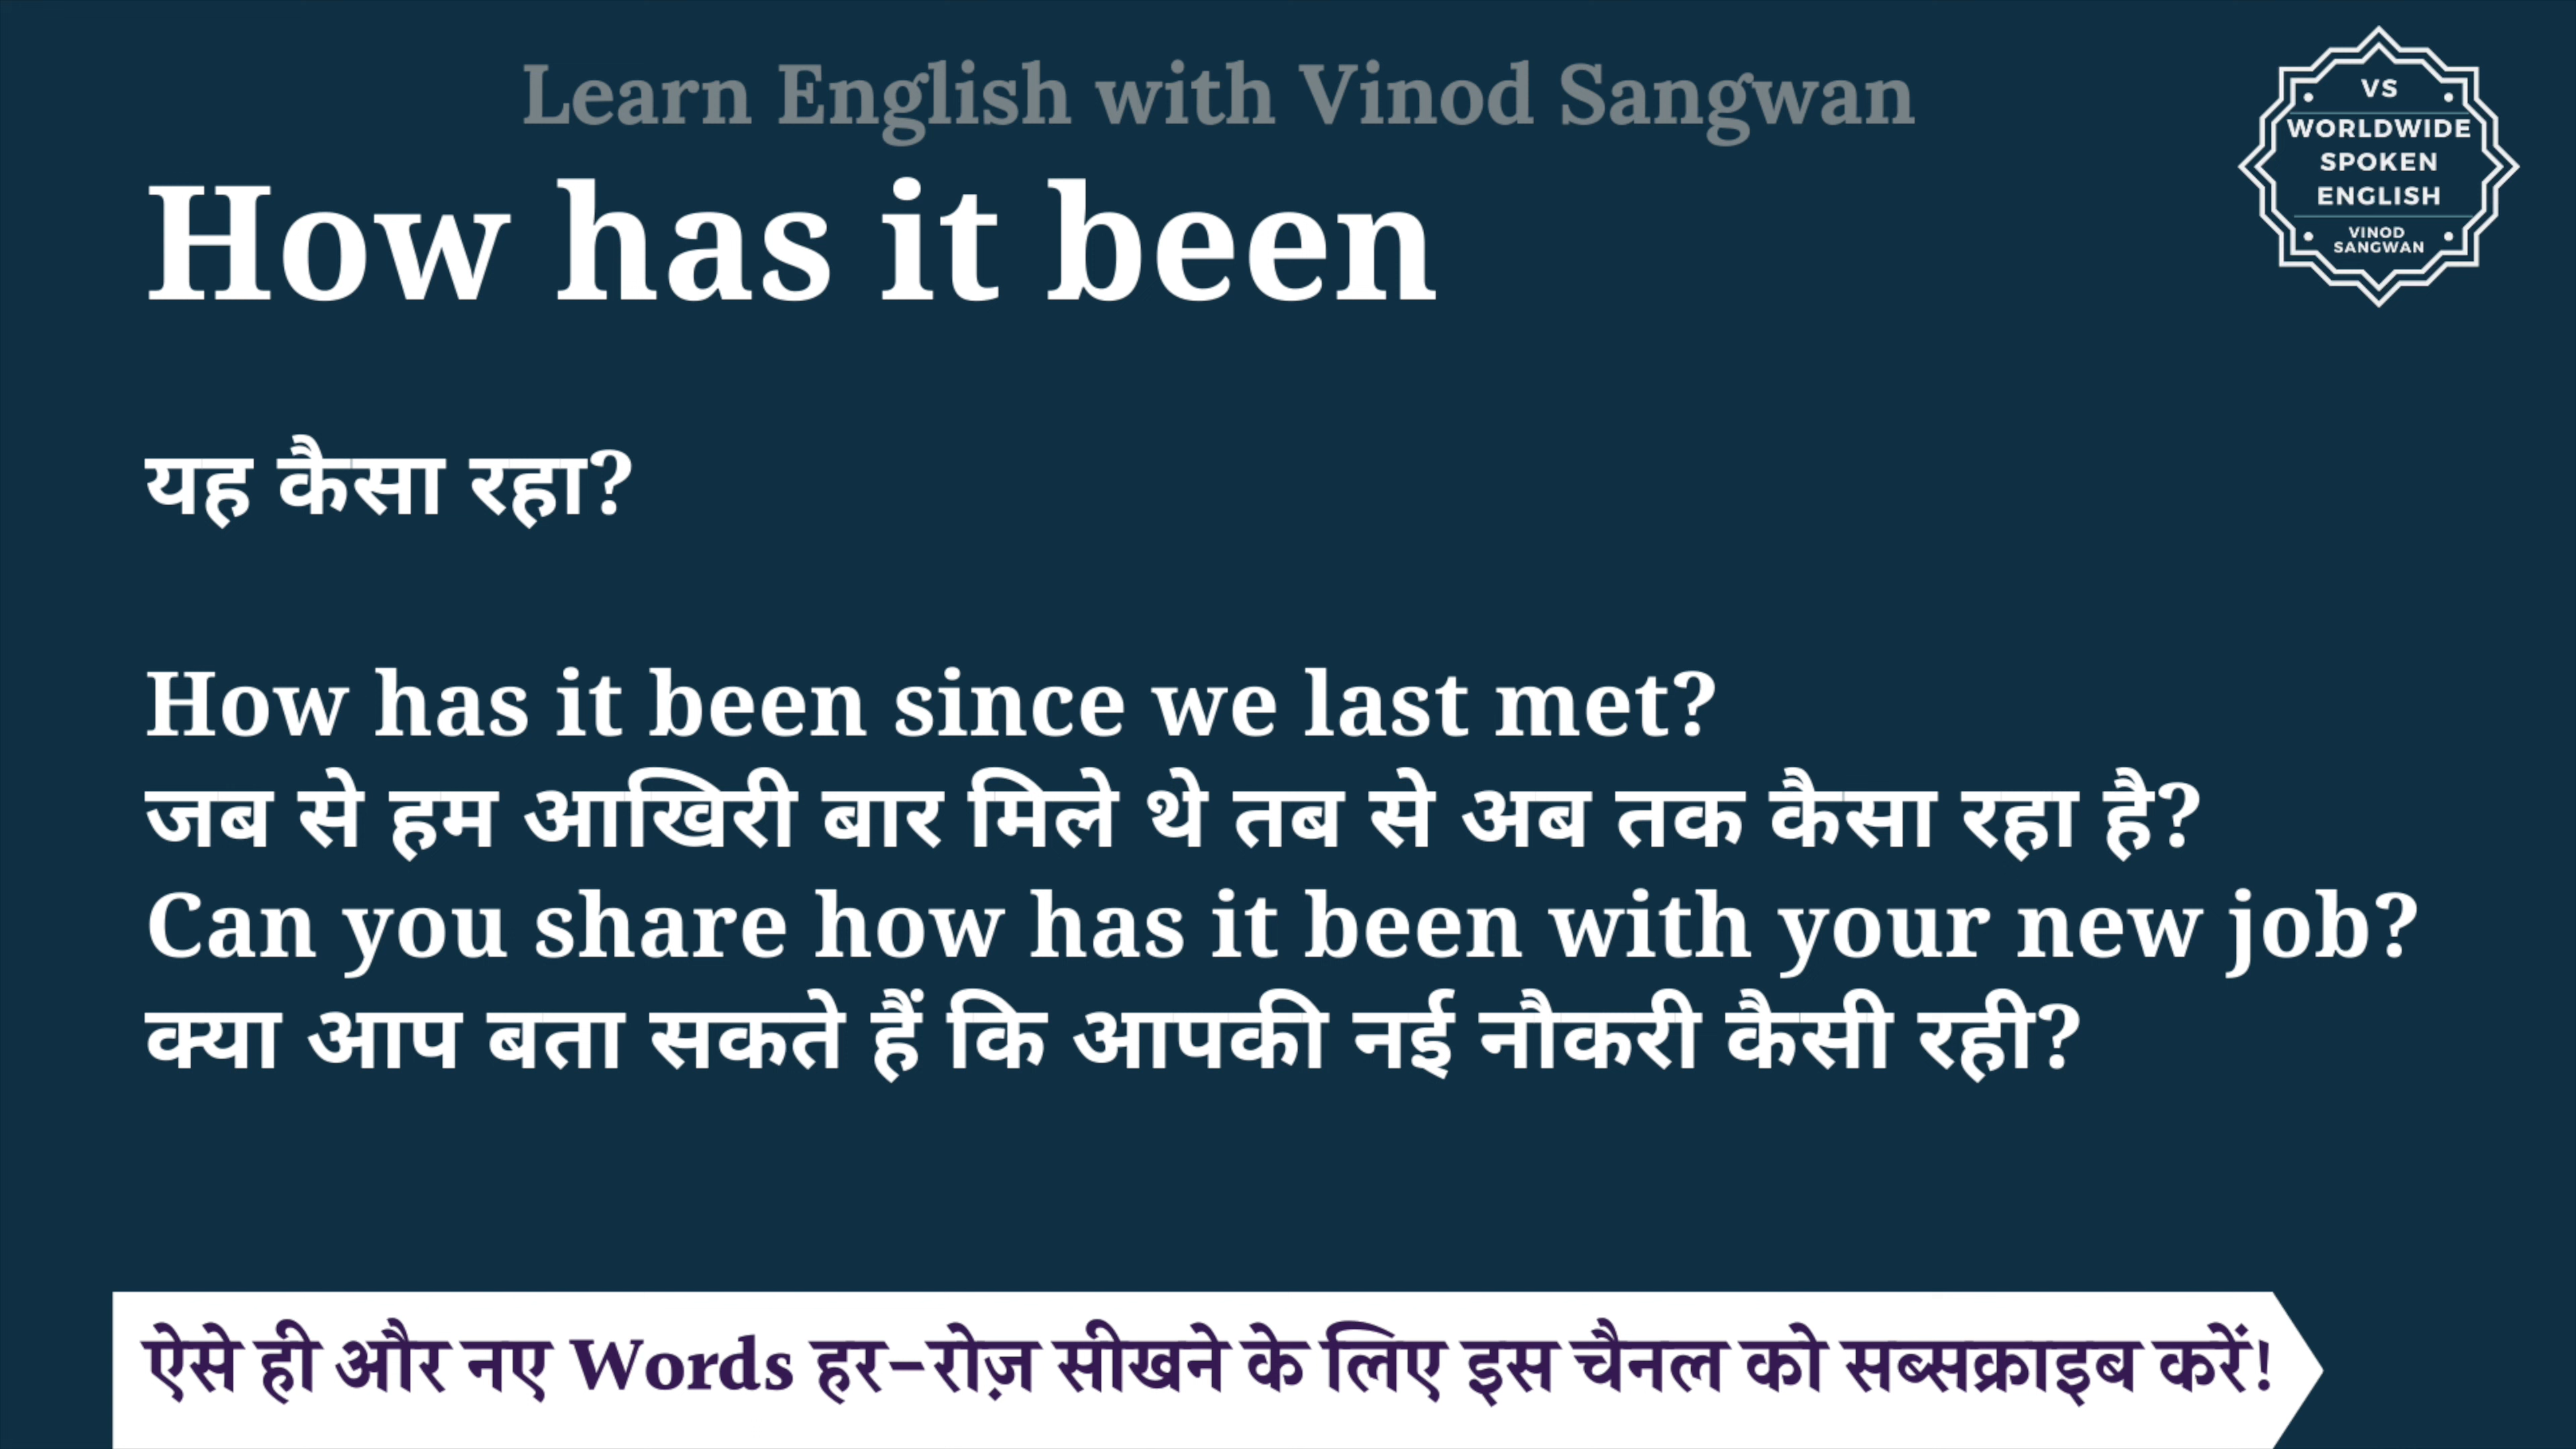 Learn English with Vinod Sangwan
VS
WORLDWIDE
SPOKEN
ENGLISH
VINOD
SANGWAN
How has it been
यह कैसा रहा?
How has it been since we last met?
जब से हम आखिरी बार मिले थे तब से अब तक कैसा रहा है?
Can you share how has it been with your new job?
क्या आप बता सकते हैं कि आपकी नई नौकरी कैसी रही?
ऐसे ही और नए Words हर-रोज़ सीखने के लिए इस चैनल को सब्सक्राइब करें!